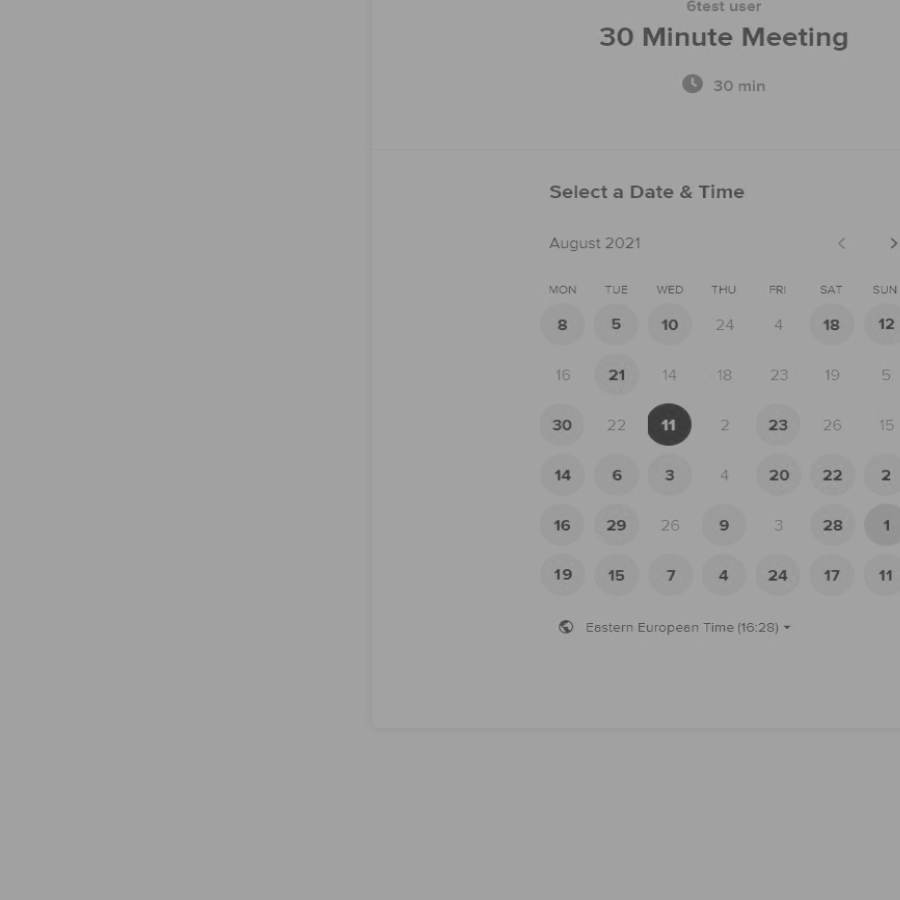 6test user
30 Minute Meeting
30 min
Select a Date & Time
August 2021
MON TUE WED THU FRI SAT SUN
8 5 10 24 4 18 12
16 21 14 18 23 19 5
30 22 11 2 23 26 15
14 6 3 4 20 22 2
16 29 26 9 3 28 1
19 15 7 4 24 17 11
Eastern European Time (16:28)